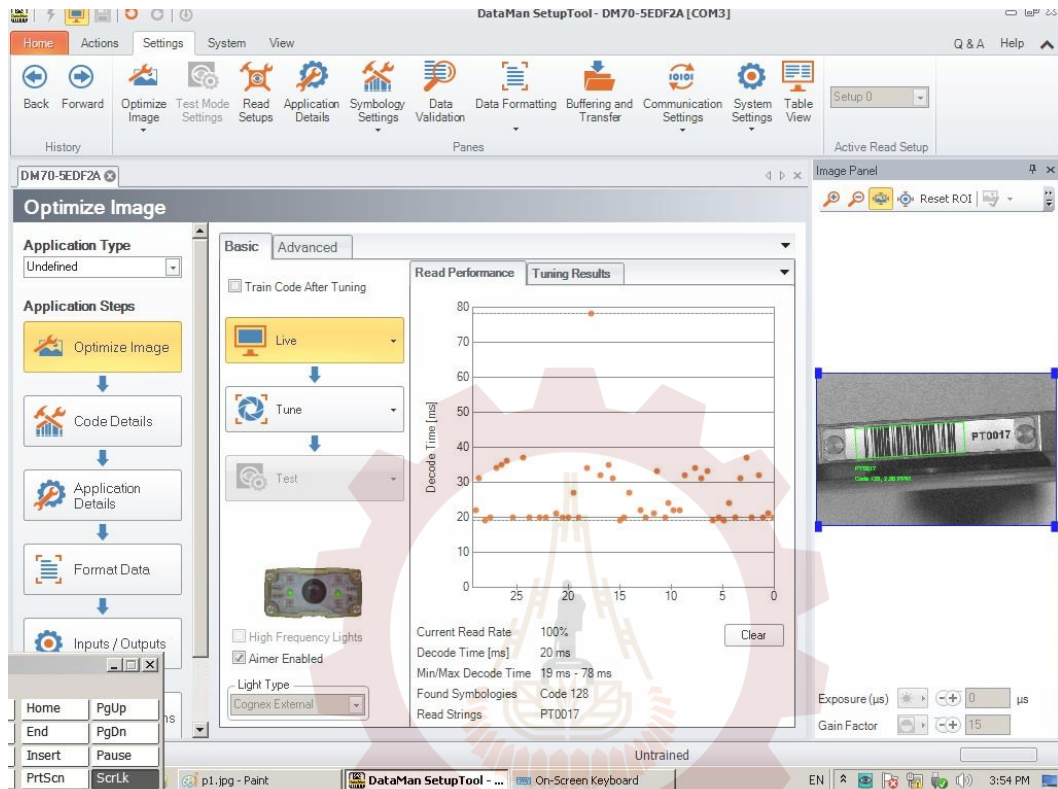 DataMan SetupTool - DM70-5EDF2A [COM3]
Home Actions Settings System View Q & A Help
Back Forward Optimize Image Test Mode Settings Read Setups Application Details Symbology Settings Data Validation Data Formatting Buffering and Transfer Communication Settings System Settings Table View Setup 0
History Panes Active Read Setup
DM70-5EDF2A
Image Panel
Optimize Image
Reset ROI
Application Type
Undefined
Application Steps
Optimize Image
Code Details
Application Details
Format Data
Inputs / Outputs
Basic Advanced
Train Code After Tuning
Live
Tune
Test
High Frequency Lights
Aimer Enabled
Light Type
Cognex External
Read Performance Tuning Results
Decode Time [ms]
80
70
60
50
40
30
20
10
0
25 20 15 10 5 0
Current Read Rate 100%
Decode Time [ms] 20 ms
Min/Max Decode Time 19 ms - 78 ms
Found Symbologies Code 128
Read Strings PT0017
Clear
PT0017
PT0017
Exposure (µs) 0 µs
Gain Factor 15
Untrained
Home PgUp
End PgDn
Insert Pause
PrtScn ScrLk
p1.jpg - Paint DataMan SetupTool - ... On-Screen Keyboard EN 3:54 PM